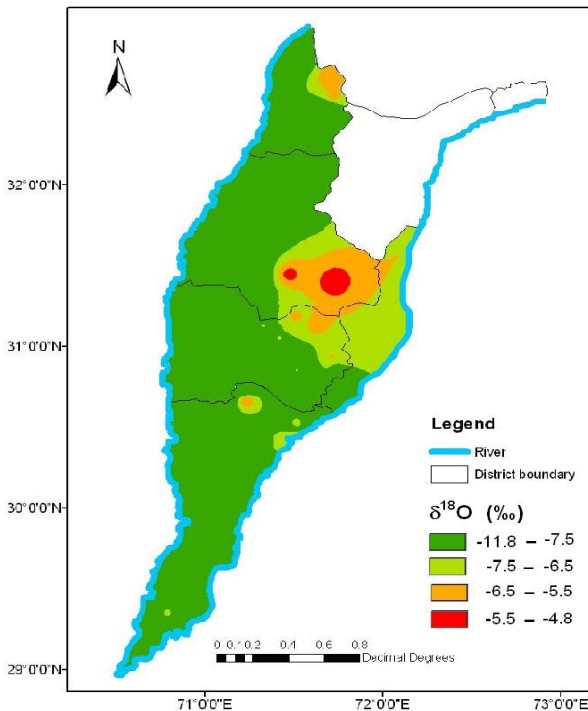 N
32°0'0"N
31°0'0"N
30°0'0"N
29°0'0"N
Legend
River
District boundary
δ18O (‰)
-11.8 – -7.5
-7.5 – -6.5
-6.5 – -5.5
-5.5 – -4.8
0 0.1 0.2 0.4 0.6 0.8
Decimal Degrees
71°0'0"E 72°0'0"E 73°0'0"E